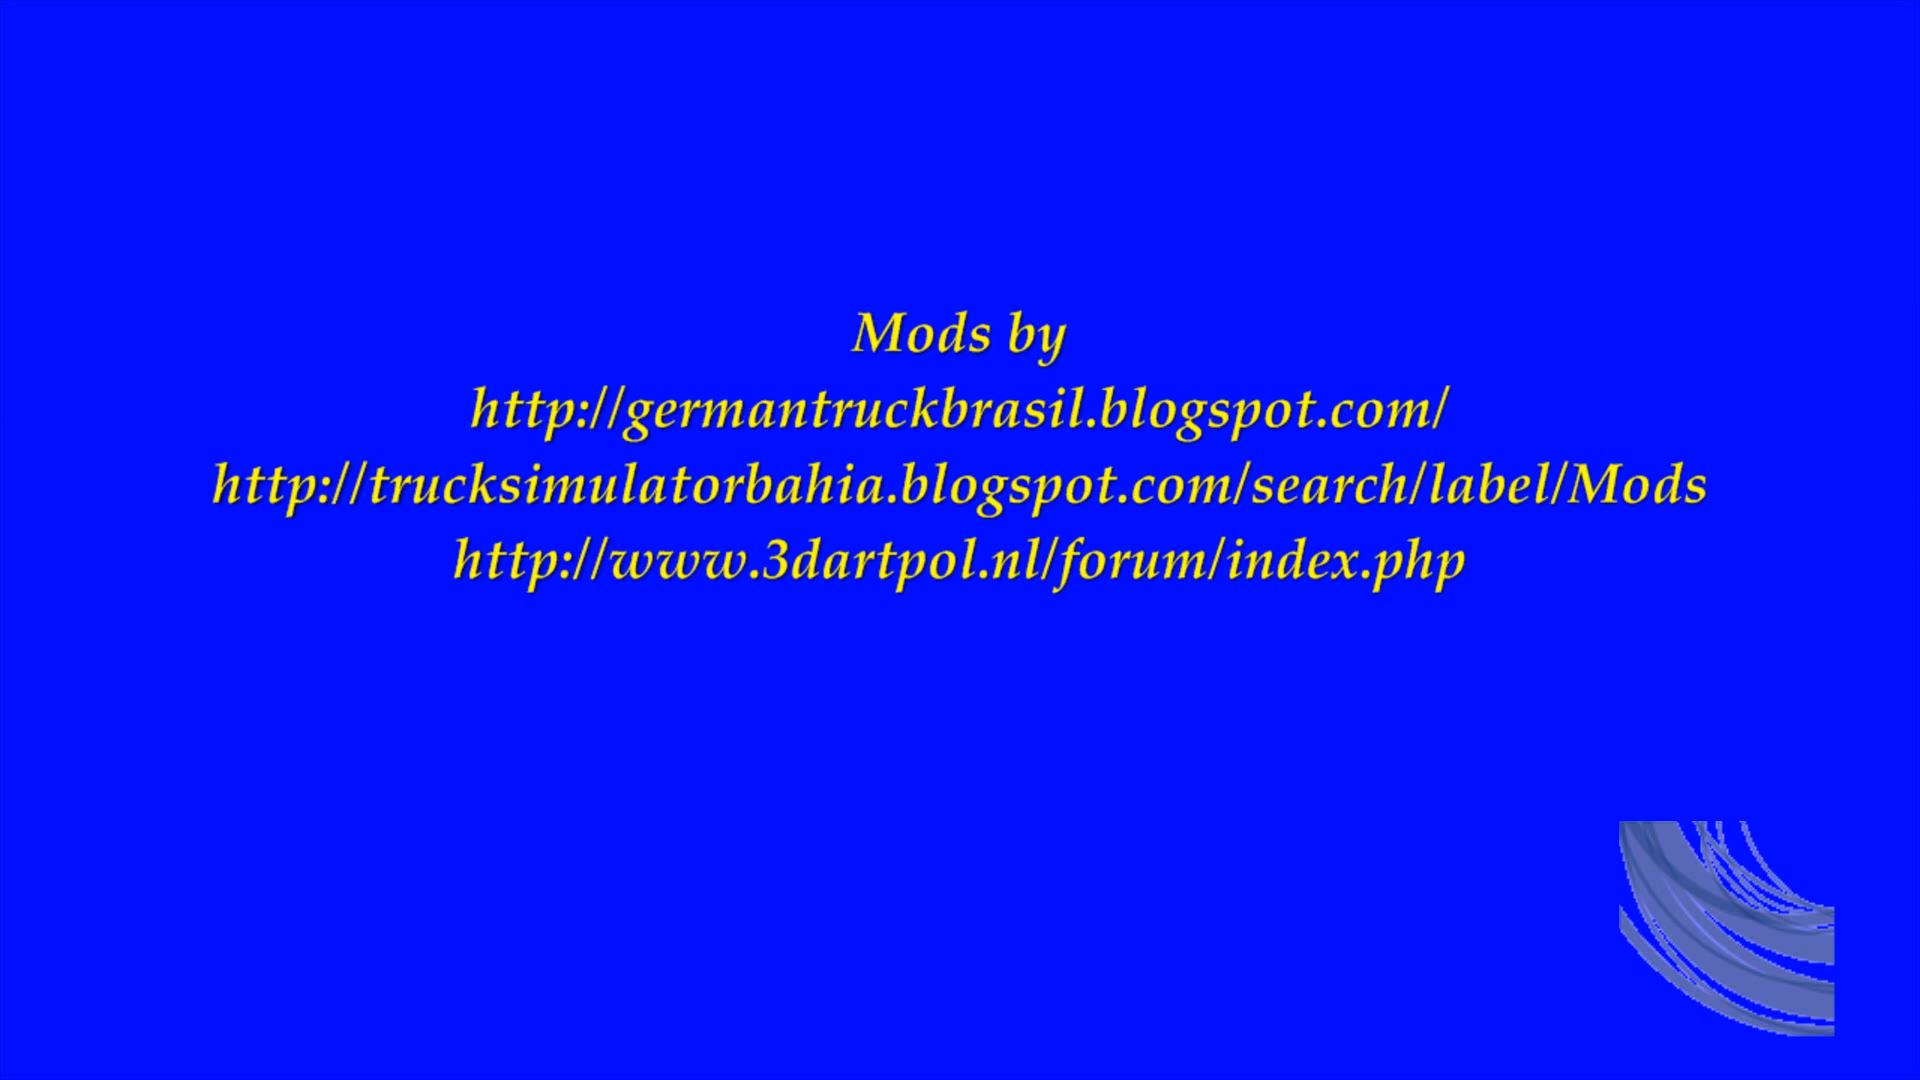 Mods by
http://germantruckbrasil.blogspot.com/
http://trucksimulatorbahia.blogspot.com/search/label/Mods
http://www.3dartpol.nl/forum/index.php